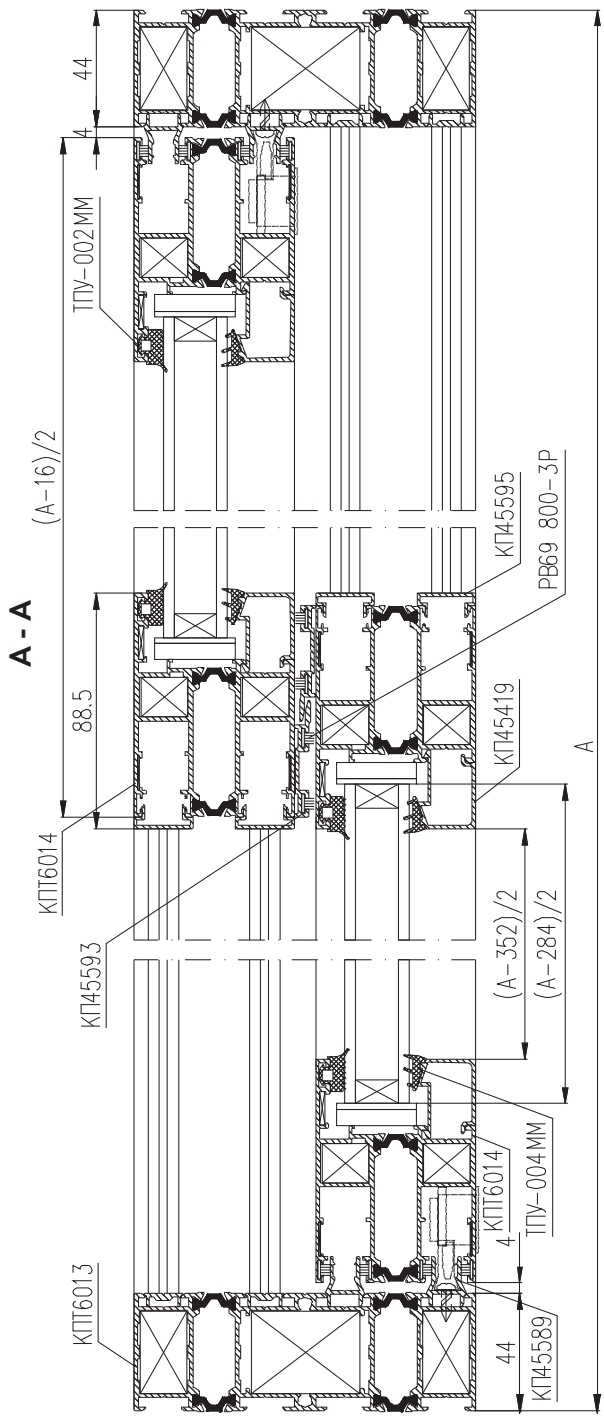 А - А
КПТ6013
КП45593
КПТ6014
88.5
(А-16)/2
ТПУ-002ММ
4
44
44
КП45589
4
КПТ6014
ТПУ-004ММ
(А-352)/2
(А-284)/2
КП45419
РВ69 800-3Р
КП45595
А